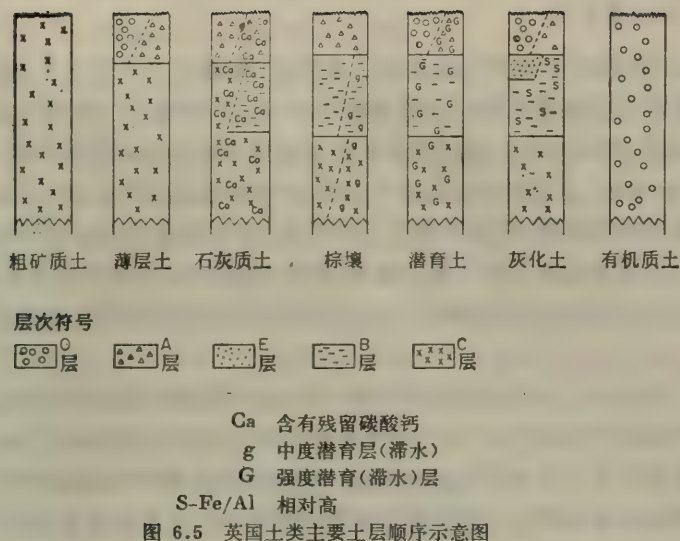 粗矿质土 薄层土 石灰质土 棕壤 潜育土 灰化土 有机质土
层次符号
O层 A层 E层 B层 C层
Ca 含有残留碳酸钙
g 中度潜育层(滞水)
G 强度潜育(滞水)层
S-Fe/Al 相对高
图 6.5 英国土类主要土层顺序示意图